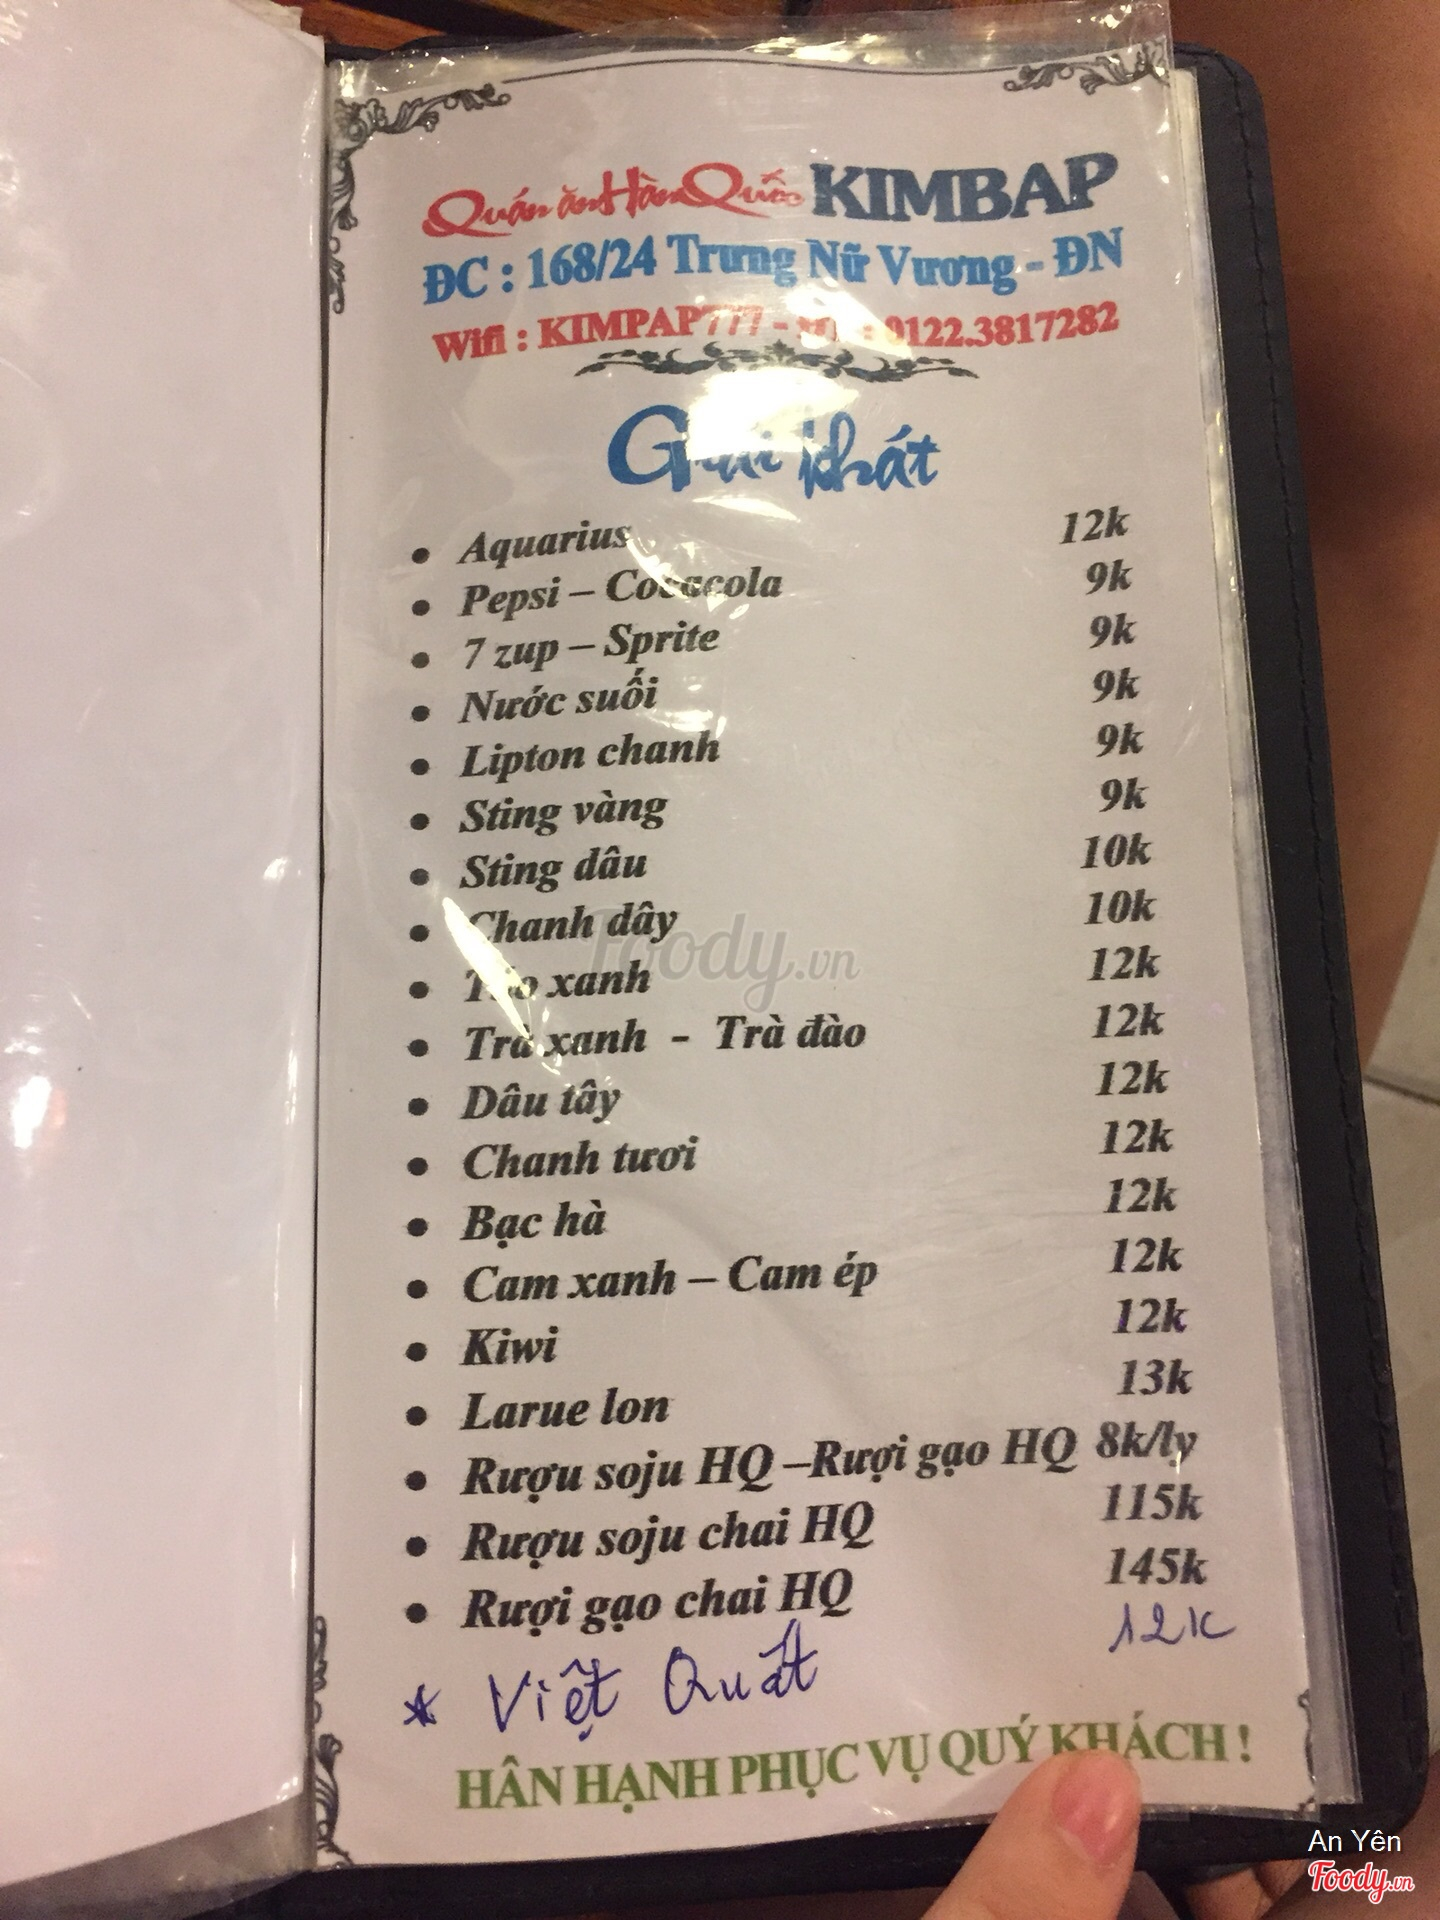 Quán ăn Hàn Quốc KIMBAP
ĐC : 168/24 Trưng Nữ Vương - ĐN
Wifi : KIMPAP777 - : 0122.3817282
Giải khát
• Aquarius 12k
• Pepsi – Cocacola 9k
• 7 zup – Sprite 9k
• Nước suối 9k
• Lipton chanh 9k
• Sting vàng 9k
• Sting dâu 10k
• Chanh dây 10k
• Táo xanh 12k
• Trà xanh - Trà đào 12k
• Dâu tây 12k
• Chanh tươi 12k
• Bạc hà 12k
• Cam xanh – Cam ép 12k
• Kiwi 12k
• Larue lon 13k
• Rượu soju HQ –Rượi gạo HQ 8k/ly
• Rượu soju chai HQ 115k
• Rượi gạo chai HQ 145k
* Việt Quất 12k
HÂN HẠNH PHỤC VỤ QUÝ KHÁCH !
Foody.vn
An Yên
Foody.vn